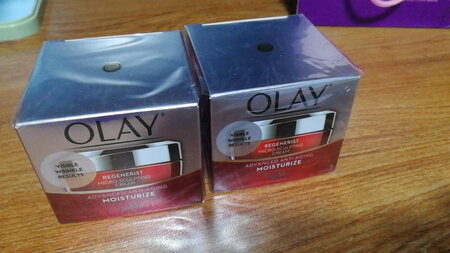 OLAY
VISIBLE
WRINKLE
RESULTS
REGENERIST
MICRO-SCULPTING
CREAM
ADVANCED ANTI-AGING
MOISTURIZE
OLAY
VISIBLE
WRINKLE
RESULTS
REGENERIST
MICRO-SCULPTING
CREAM
ADVANCED ANTI-AGING
MOISTURIZE